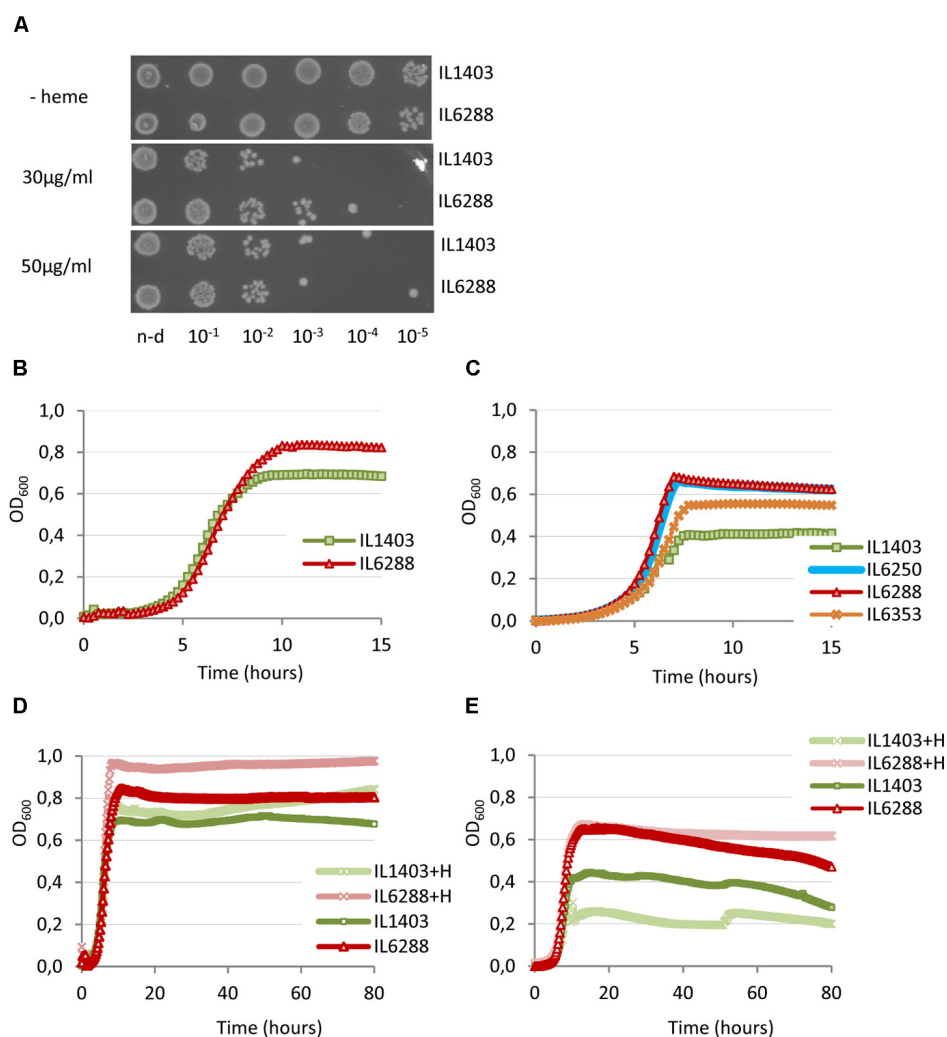 A
- heme
IL1403
IL6288
30µg/ml
IL1403
IL6288
50µg/ml
IL1403
IL6288
n-d 10⁻¹ 10⁻² 10⁻³ 10⁻⁴ 10⁻⁵
B
1,0
0,8
0,6
0,4
0,2
0,0
OD₆₀₀
IL1403
IL6288
0 5 10 15
Time (hours)
C
1,0
0,8
0,6
0,4
0,2
0,0
OD₆₀₀
IL1403
IL6250
IL6288
IL6353
0 5 10 15
Time (hours)
D
1,0
0,8
0,6
0,4
0,2
0,0
OD₆₀₀
IL1403+H
IL6288+H
IL1403
IL6288
0 20 40 60 80
Time (hours)
E
IL1403+H
IL6288+H
IL1403
IL6288
1,0
0,8
0,6
0,4
0,2
0,0
OD₆₀₀
0 20 40 60 80
Time (hours)